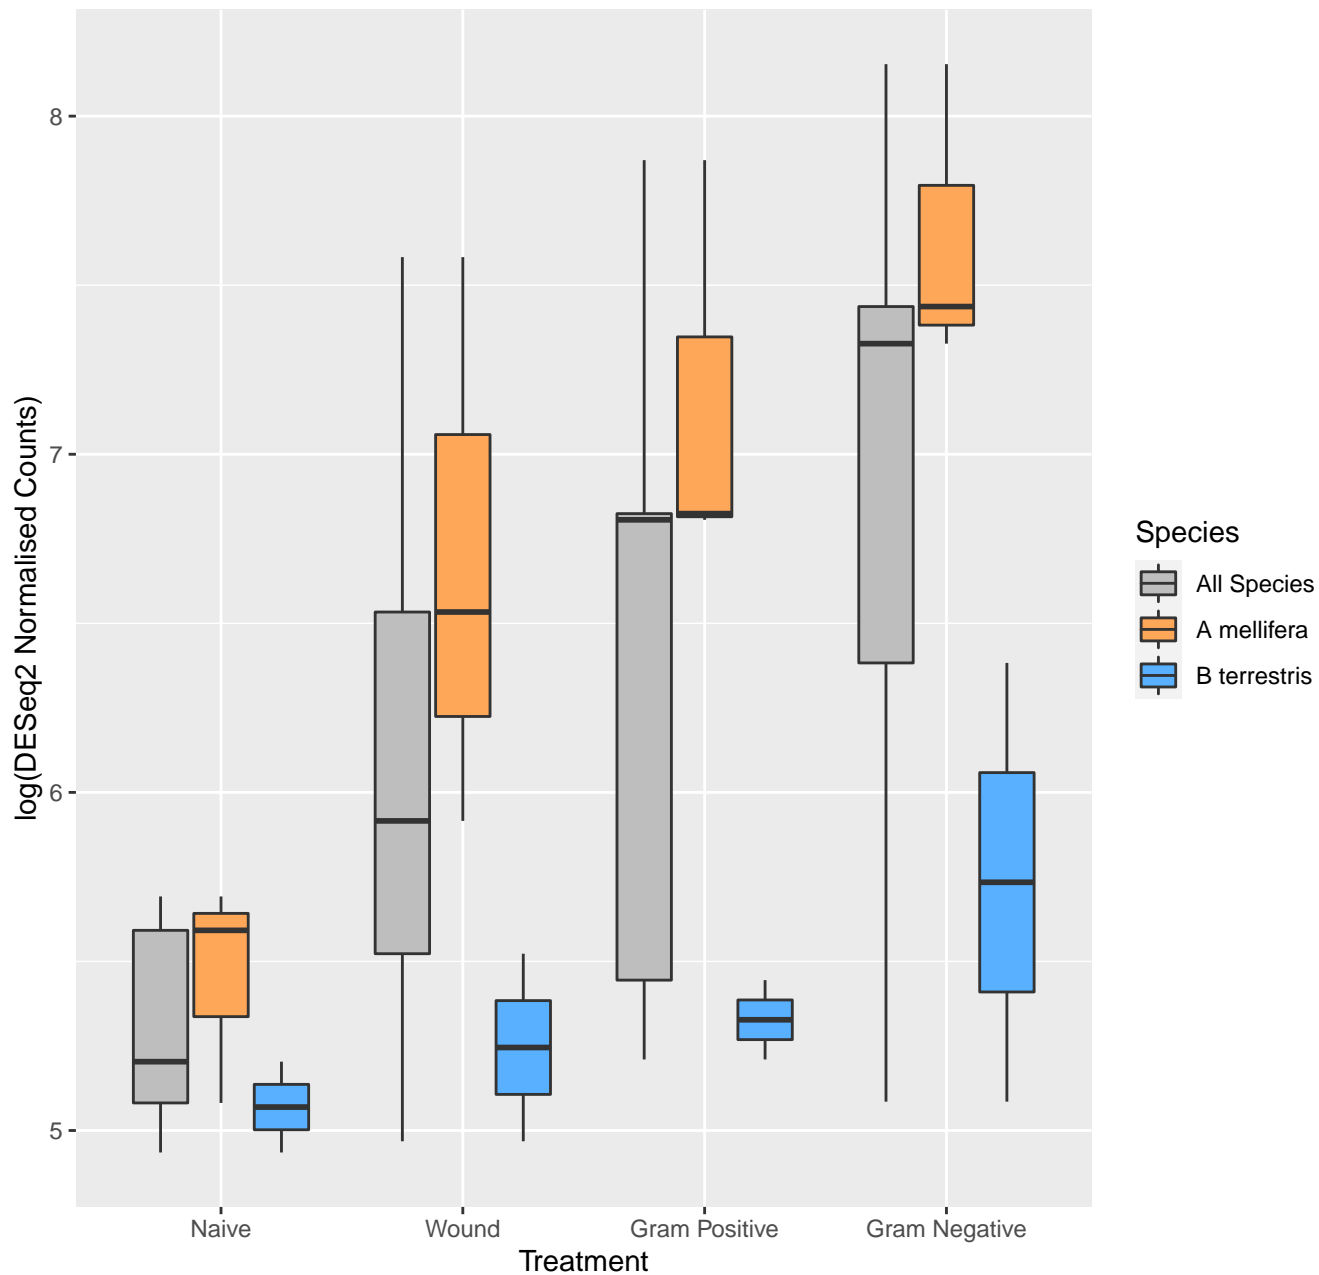 log(DESeq2 Normalised Counts)
8
7
6
5
Naive
Wound
Gram Positive
Gram Negative
Treatment
Species
All Species
A mellifera
B terrestris